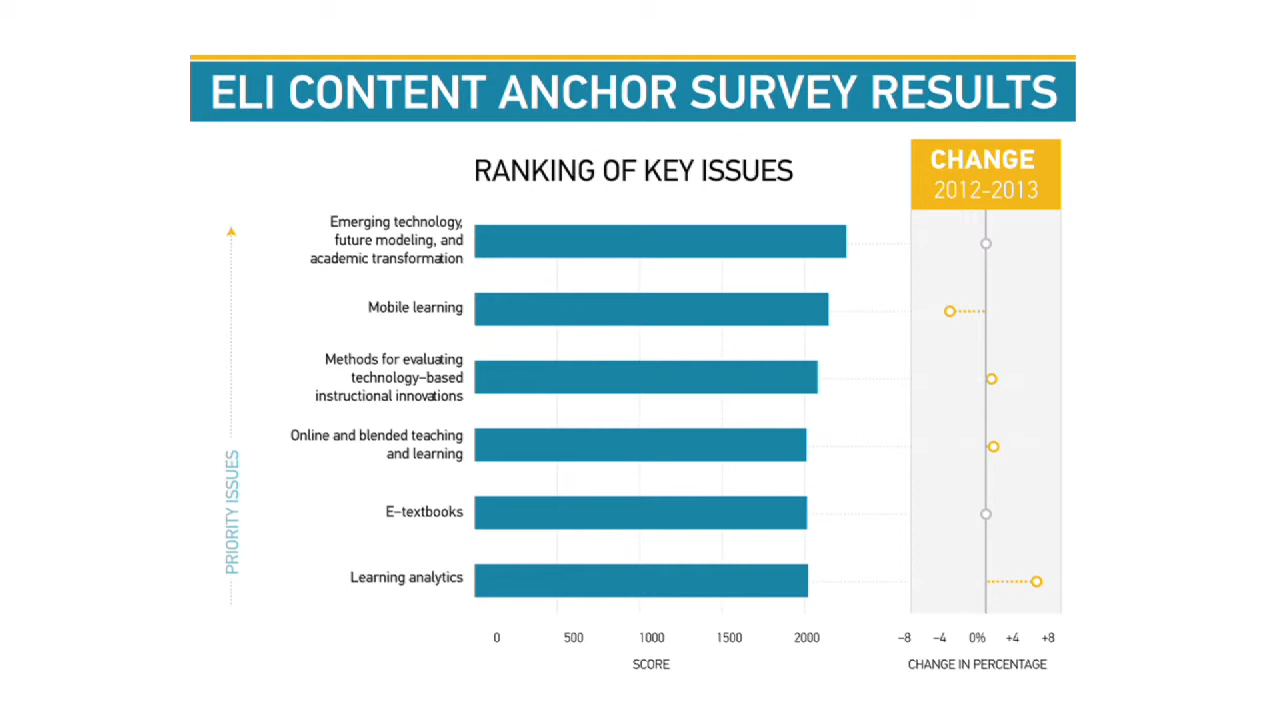 ELI CONTENT ANCHOR SURVEY RESULTS
RANKING OF KEY ISSUES
CHANGE
2012-2013
Emerging technology,
future modeling, and
academic transformation
Mobile learning
Methods for evaluating
technology-based
instructional innovations
Online and blended teaching
and learning
E-textbooks
Learning analytics
PRIORITY ISSUES
0 500 1000 1500 2000
SCORE
-8 -4 0% +4 +8
CHANGE IN PERCENTAGE